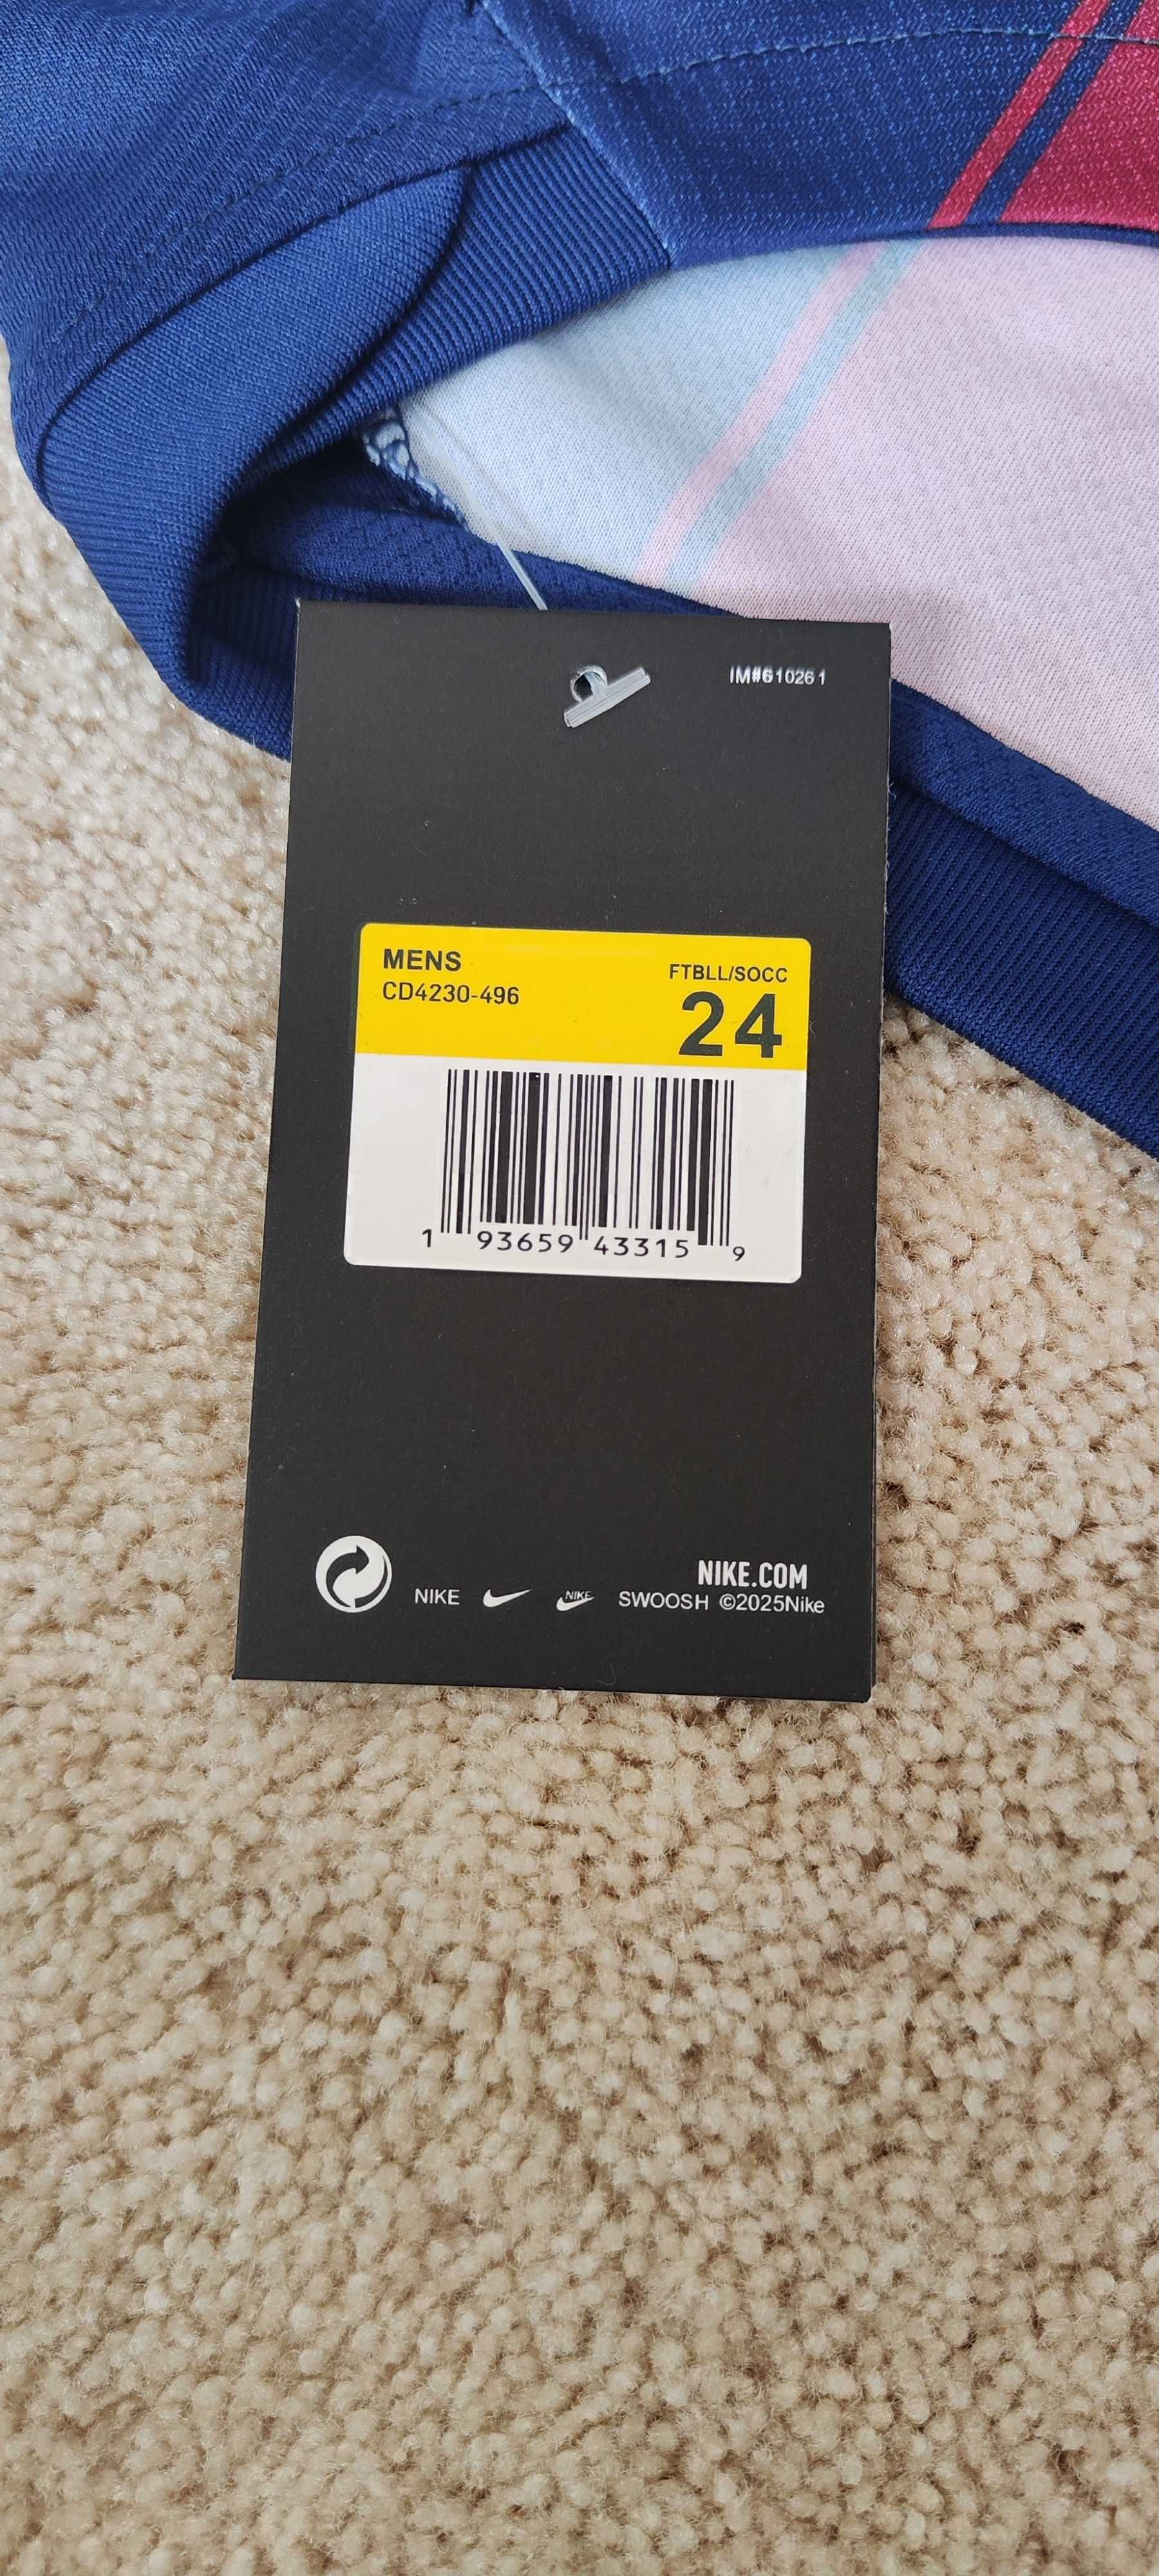 IM#610261
MENS
CD4230-496
FTBLL/SOCC
24
1 93659 43315 9
NIKE.COM
NIKE NIKE SWOOSH ©2025Nike